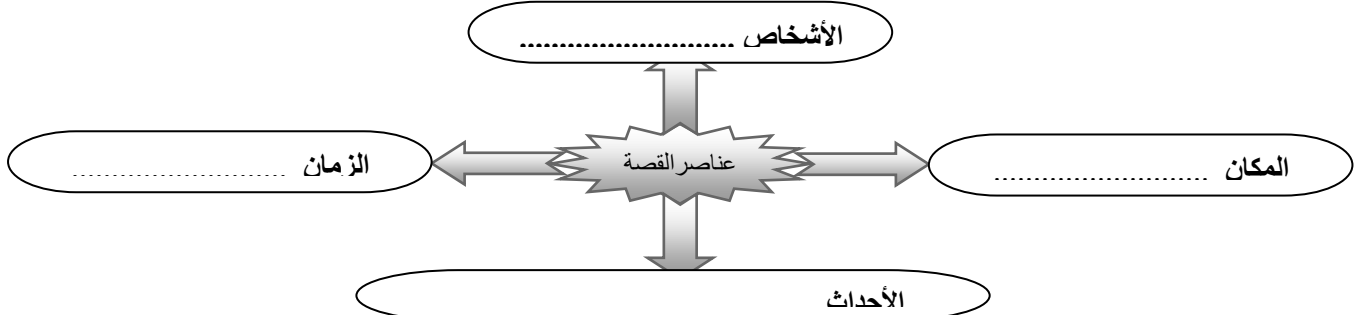 الأشخاص ...........................
المكان ...........................
عناصر القصة
الزمان ...........................
الأحداث